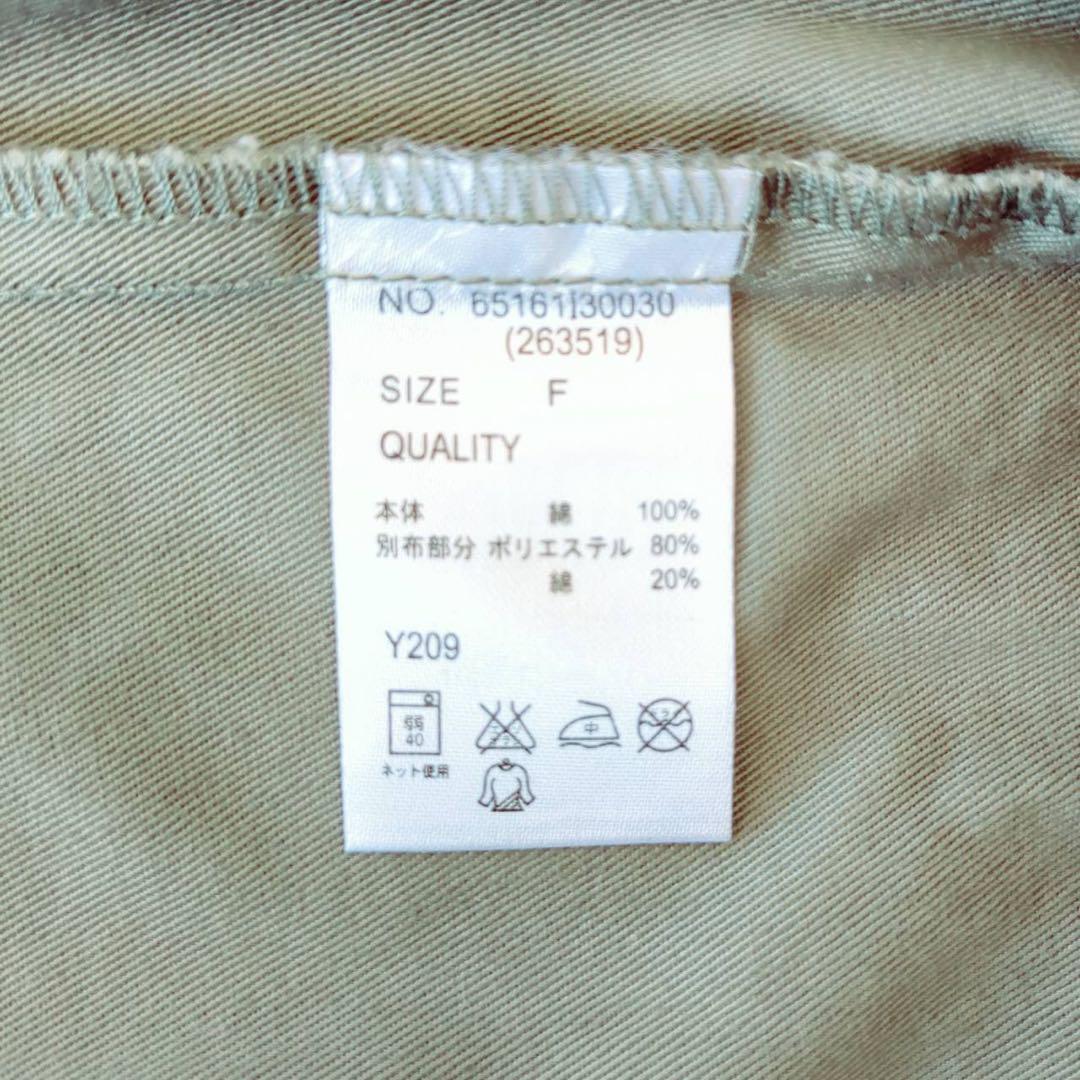 NO. 65161I30030
(263519)
SIZE F
QUALITY
本体 綿 100%
別布部分 ポリエステル 80%
綿 20%
Y209
弱
40
中
ネット使用